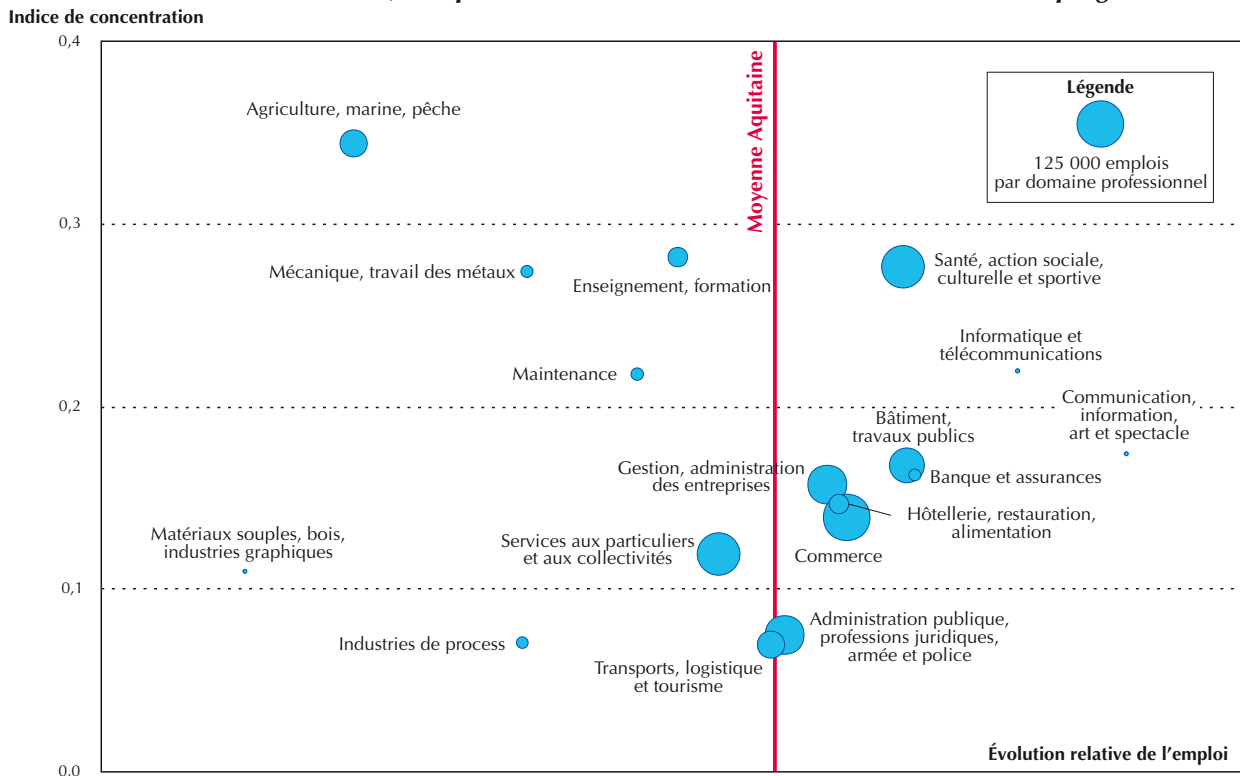 Indice de concentration
0,4
Moyenne Aquitaine
Légende
125 000 emplois
par domaine professionnel
Agriculture, marine, pêche
0,3
Santé, action sociale,
culturelle et sportive
Mécanique, travail des métaux
Enseignement, formation
Informatique et
télécommunications
Maintenance
Communication,
information,
art et spectacle
0,2
Bâtiment,
travaux publics
Gestion, administration
des entreprises
Banque et assurances
Hôtellerie, restauration,
alimentation
Matériaux souples, bois,
industries graphiques
Services aux particuliers
et aux collectivités
Commerce
0,1
Administration publique,
professions juridiques,
armée et police
Industries de process
Transports, logistique
et tourisme
Évolution relative de l'emploi
0,0